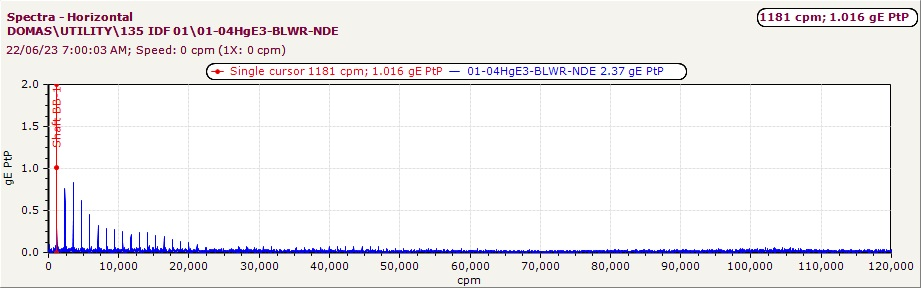 Spectra - Horizontal
DOMAS\UTILITY\135 IDF 01\01-04HgE3-BLWR-NDE
22/06/23 7:00:03 AM; Speed: 0 cpm (1X: 0 cpm)
1181 cpm; 1.016 gE PtP
Single cursor 1181 cpm; 1.016 gE PtP — 01-04HgE3-BLWR-NDE 2.37 gE PtP
2.0
1.5
1.0
0.5
0.0
gE PtP
0 10,000 20,000 30,000 40,000 50,000 60,000 70,000 80,000 90,000 100,000 110,000 120,000
cpm